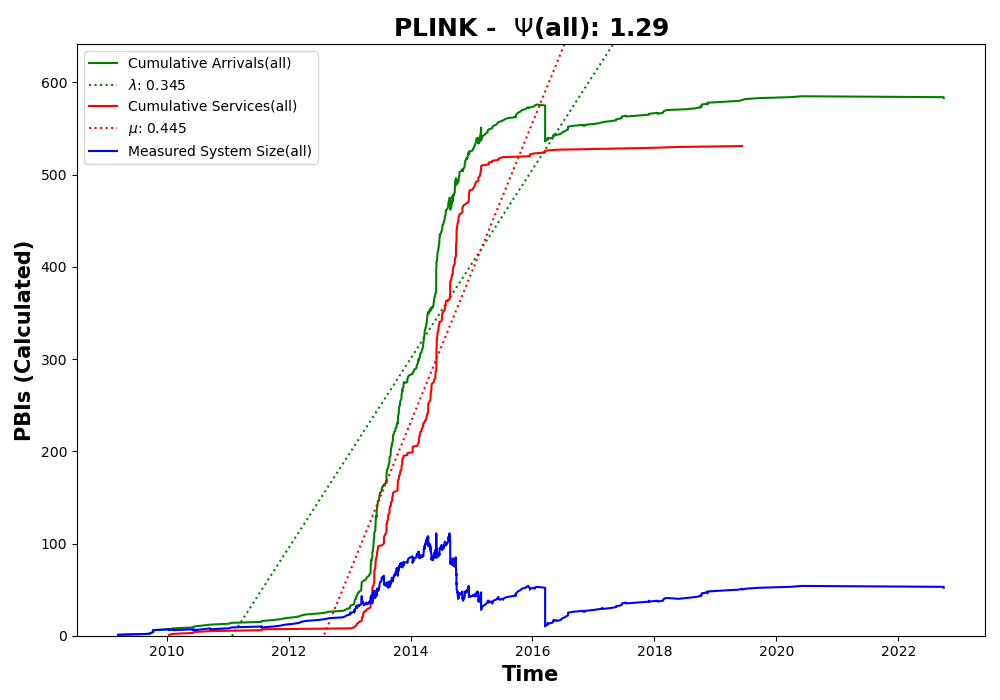 PLINK - Ψ(all): 1.29
Cumulative Arrivals(all)
λ: 0.345
Cumulative Services(all)
μ: 0.445
Measured System Size(all)
PBIs (Calculated)
600
500
400
300
200
100
0
2010 2012 2014 2016 2018 2020 2022
Time